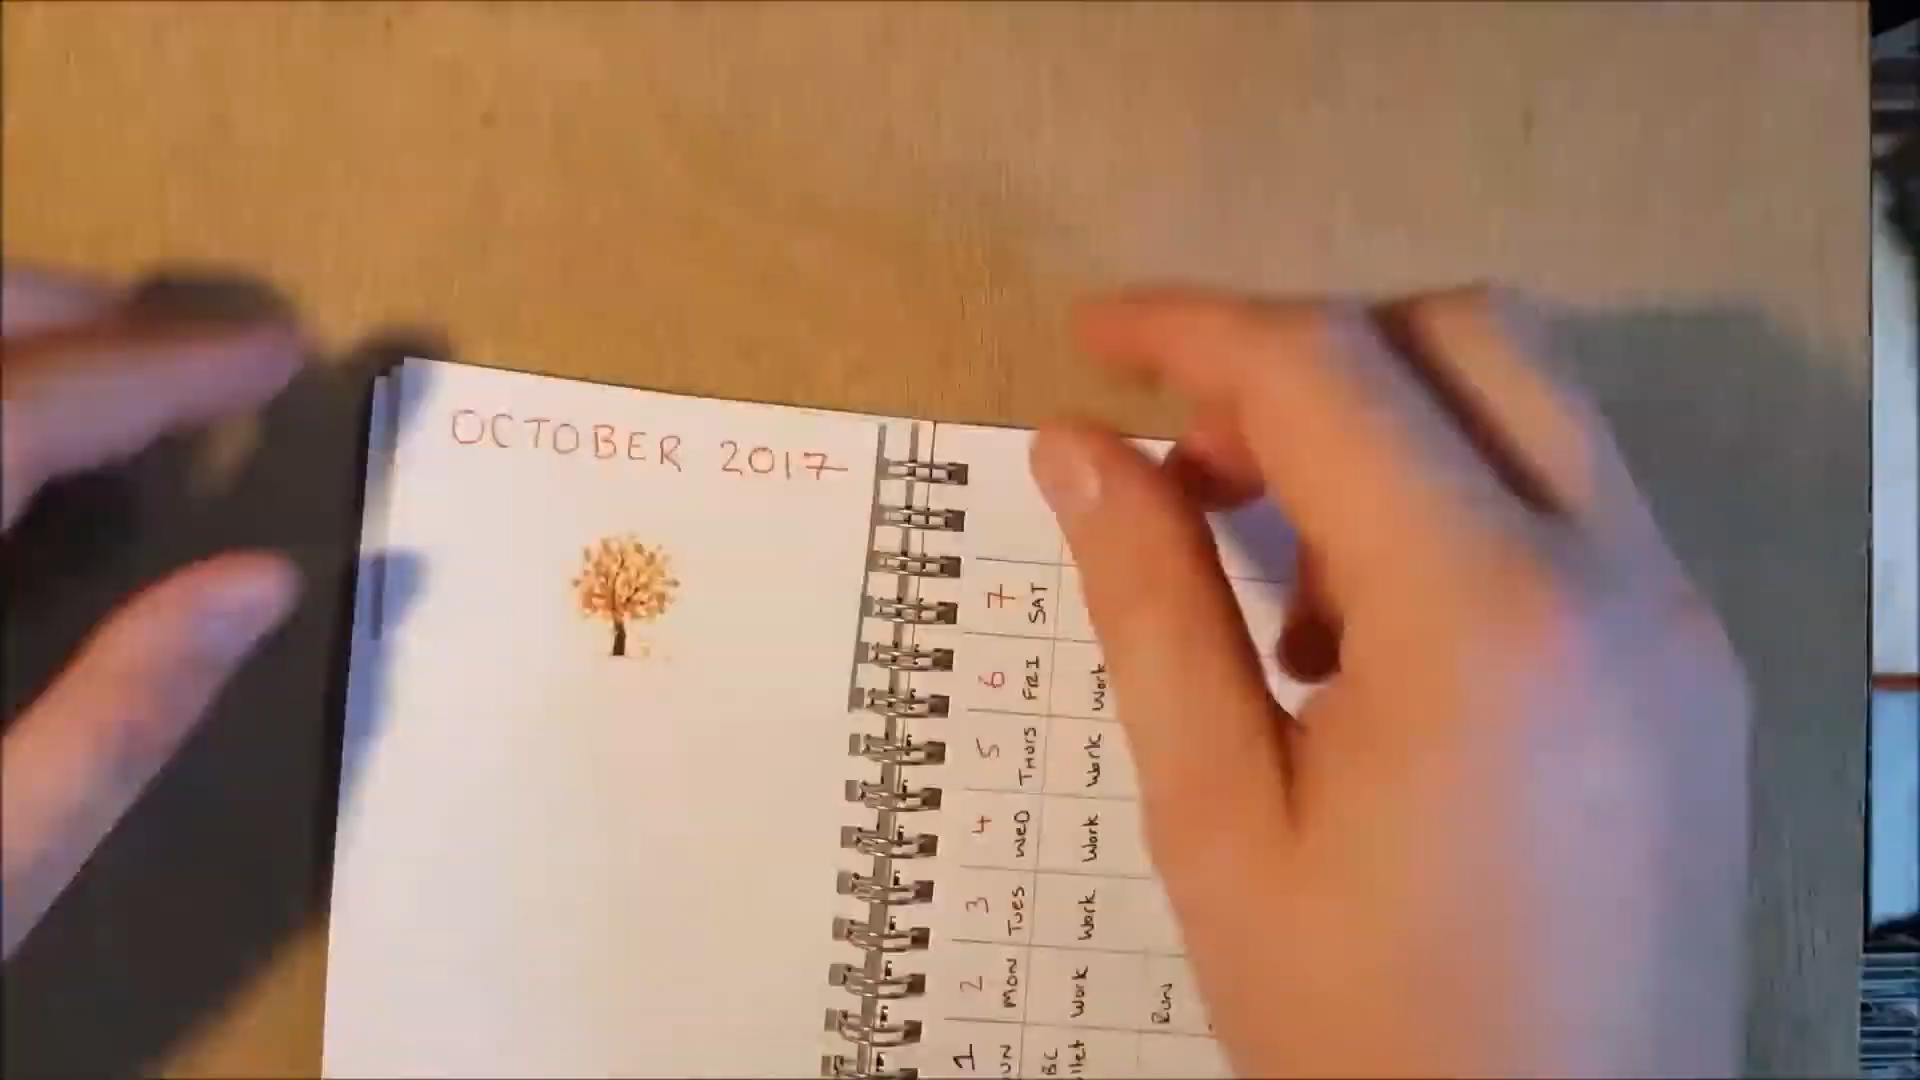 OCTOBER 2017
7 SAT
6 FRI Work
5 THURS Work
4 WED Work
3 TUES Work
2 MON Work Run
1